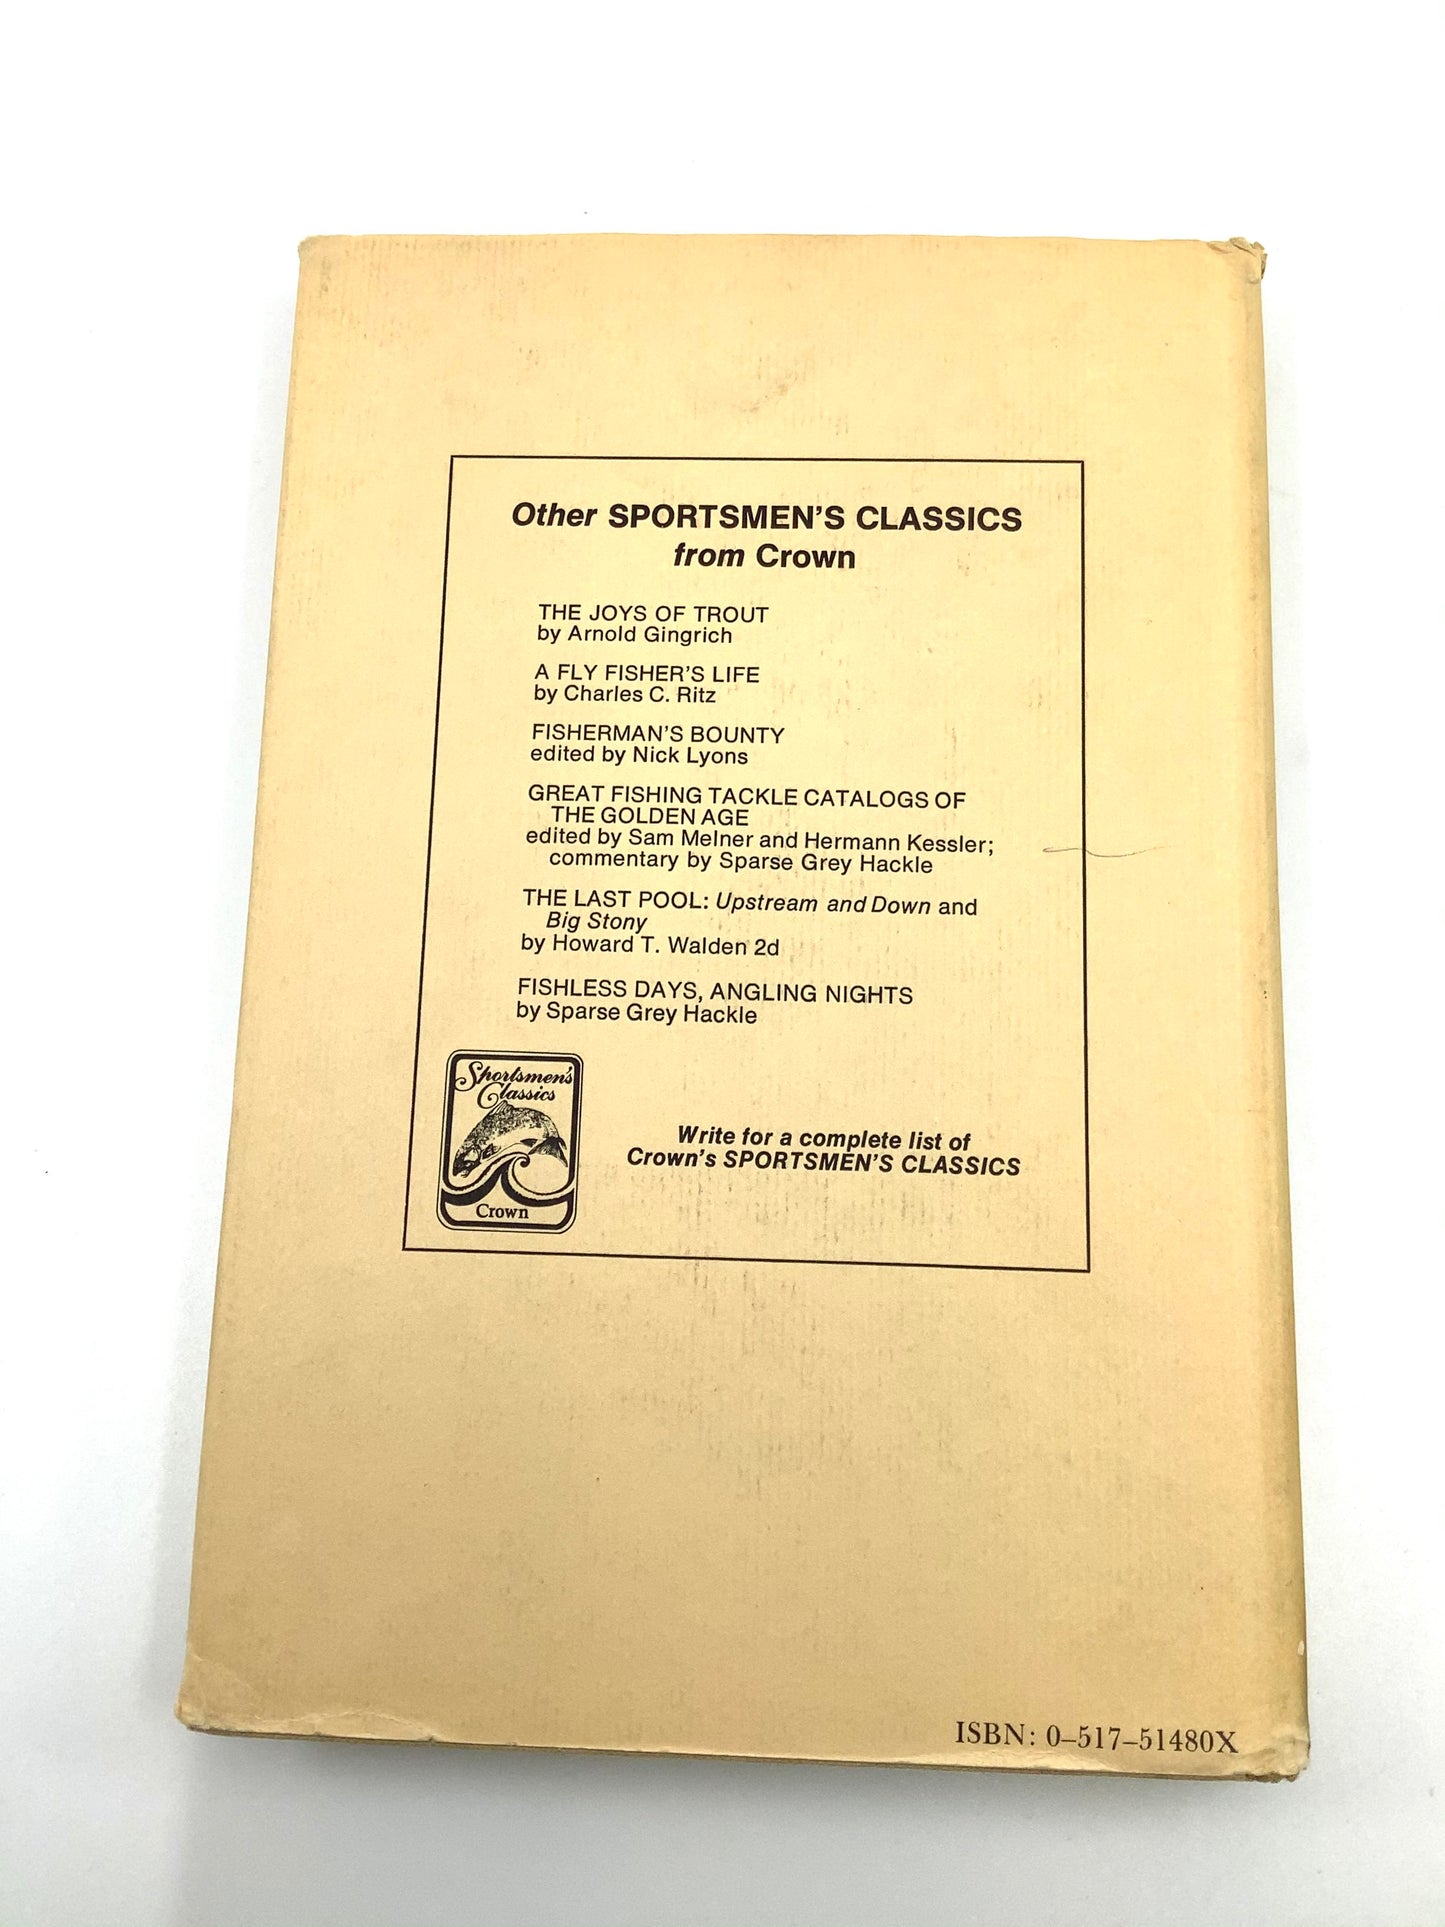 Other SPORTSMEN'S CLASSICS
from Crown
THE JOYS OF TROUT
by Arnold Gingrich
A FLY FISHER'S LIFE
by Charles C. Ritz
FISHERMAN'S BOUNTY
edited by Nick Lyons
GREAT FISHING TACKLE CATALOGS OF
THE GOLDEN AGE
edited by Sam Melner and Hermann Kessler;
commentary by Sparse Grey Hackle
THE LAST POOL: Upstream and Down and
Big Stony
by Howard T. Walden 2d
FISHLESS DAYS, ANGLING NIGHTS
by Sparse Grey Hackle
Sportsmen's
Classics
Crown
Write for a complete list of
Crown's SPORTSMEN'S CLASSICS
ISBN: 0–517–51480X